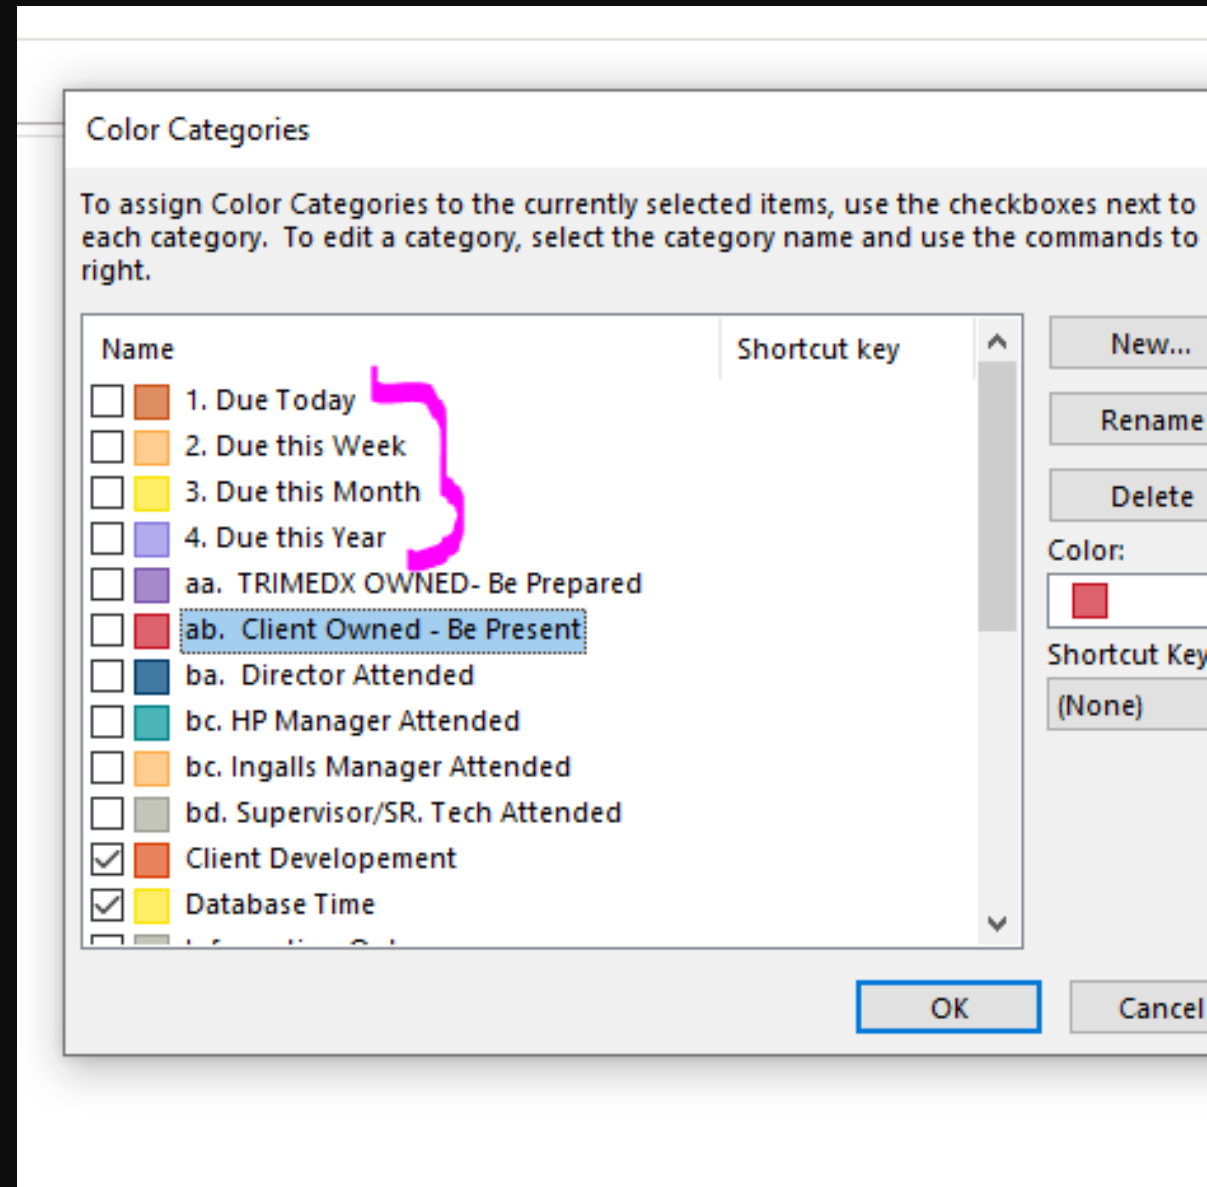 Color Categories
To assign Color Categories to the currently selected items, use the checkboxes next to
each category.  To edit a category, select the category name and use the commands to
right.
Name
Shortcut key
New...
1. Due Today
Rename
2. Due this Week
3. Due this Month
Delete
4. Due this Year
Color:
aa.  TRIMEDX OWNED- Be Prepared
ab.  Client Owned - Be Present
Shortcut Key
ba.  Director Attended
(None)
bc. HP Manager Attended
bc. Ingalls Manager Attended
bd. Supervisor/SR. Tech Attended
Client Developement
Database Time
OK
Cancel